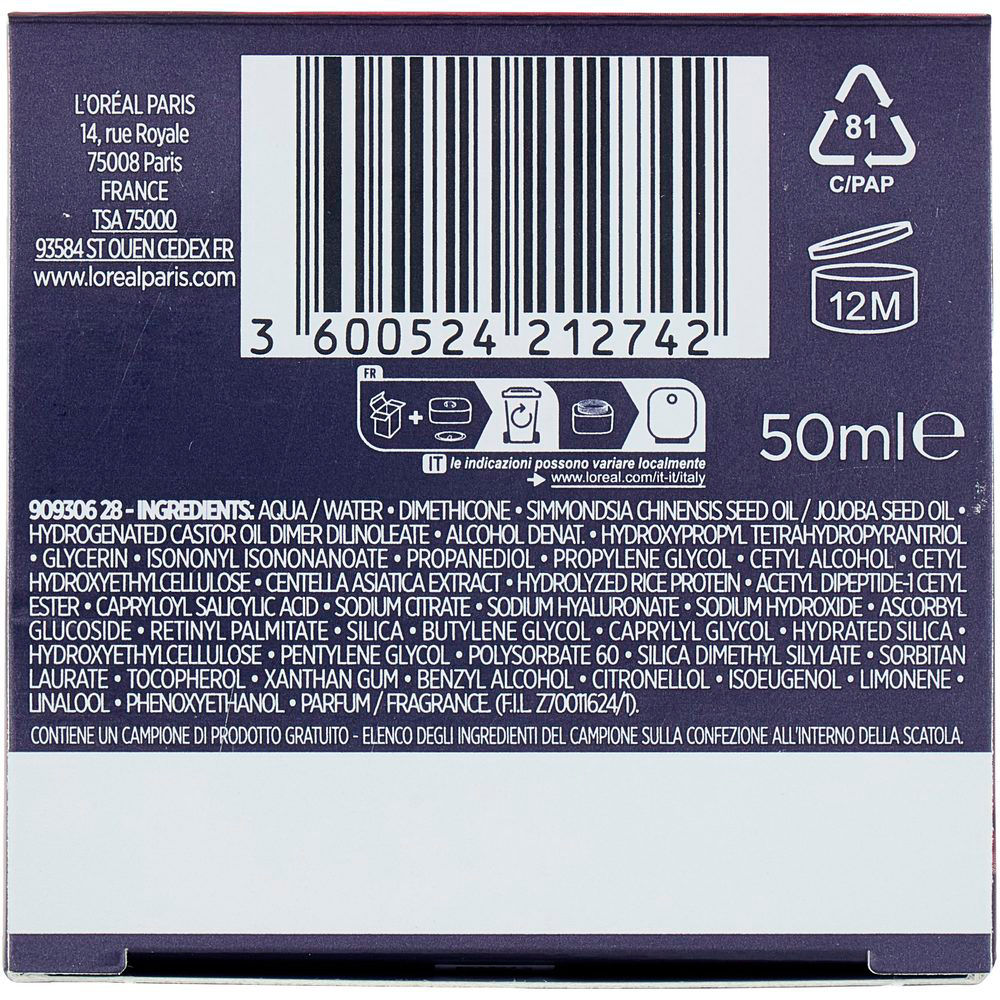 L'ORÉAL PARIS
14, rue Royale
75008 Paris
FRANCE
TSA 75000
93584 ST OUEN CEDEX FR
www.lorealparis.com
3 600524 212742
81
C/PAP
12M
FR
+
IT le indicazioni possono variare localmente
www.loreal.com/it-it/italy
50ml e
909306 28 - INGREDIENTS: AQUA / WATER • DIMETHICONE • SIMMONDSIA CHINENSIS SEED OIL / JOJOBA SEED OIL •
HYDROGENATED CASTOR OIL DIMER DILINOLEATE • ALCOHOL DENAT. • HYDROXYPROPYL TETRAHYDROPYRANTRIOL
• GLYCERIN • ISONONYL ISONONANOATE • PROPANEDIOL • PROPYLENE GLYCOL • CETYL ALCOHOL • CETYL
HYDROXYETHYLCELLULOSE • CENTELLA ASIATICA EXTRACT • HYDROLYZED RICE PROTEIN • ACETYL DIPEPTIDE-1 CETYL
ESTER • CAPRYLOYL SALICYLIC ACID • SODIUM CITRATE • SODIUM HYALURONATE • SODIUM HYDROXIDE • ASCORBYL
GLUCOSIDE • RETINYL PALMITATE • SILICA • BUTYLENE GLYCOL • CAPRYLYL GLYCOL • HYDRATED SILICA •
HYDROXYETHYLCELLULOSE • PENTYLENE GLYCOL • POLYSORBATE 60 • SILICA DIMETHYL SILYLATE • SORBITAN
LAURATE • TOCOPHEROL • XANTHAN GUM • BENZYL ALCOHOL • CITRONELLOL • ISOEUGENOL • LIMONENE •
LINALOOL • PHENOXYETHANOL • PARFUM / FRAGRANCE. (F.I.L. Z70011624/1).
CONTIENE UN CAMPIONE DI PRODOTTO GRATUITO - ELENCO DEGLI INGREDIENTI DEL CAMPIONE SULLA CONFEZIONE ALL'INTERNO DELLA SCATOLA.